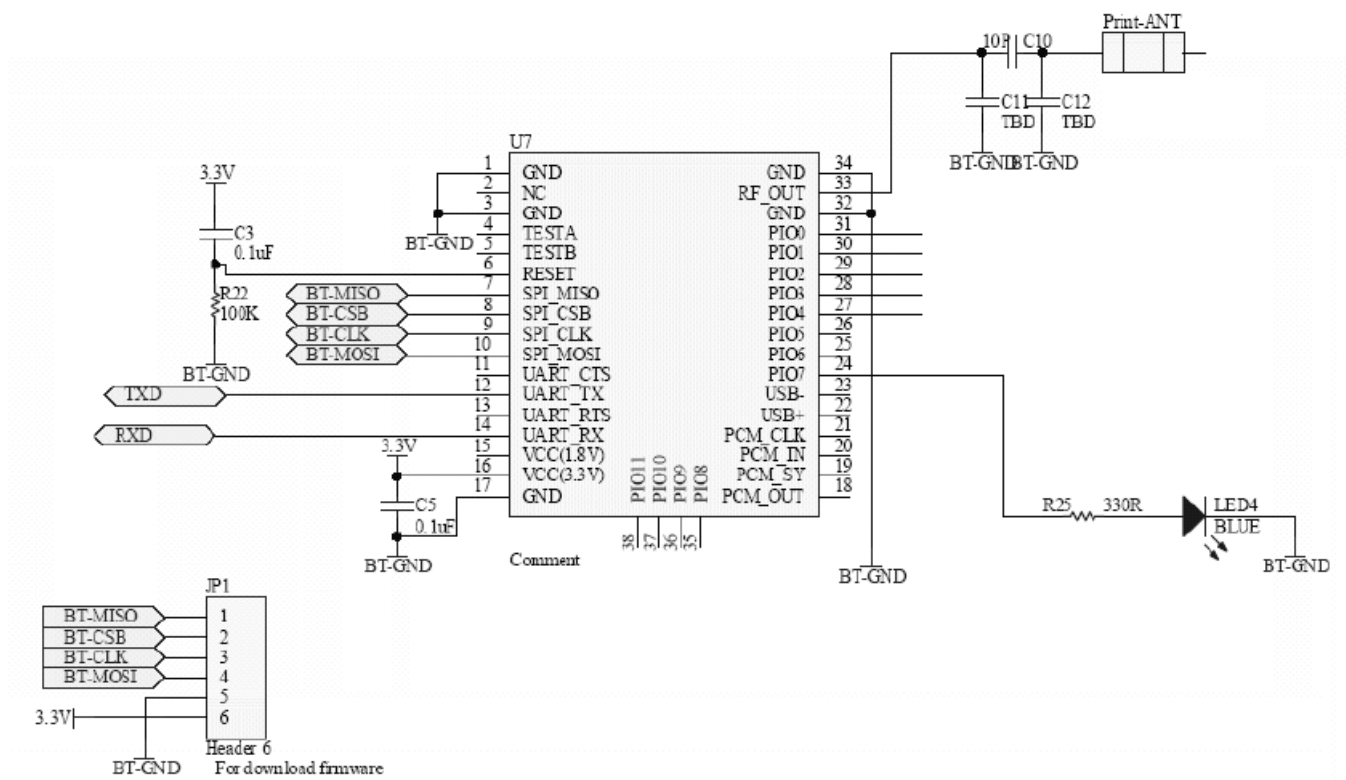 Print-ANT
10P C10
C11
TBD
C12
TBD
BT-GND
BT-GND
U7
3.3V
C3
0.1uF
R22
100K
BT-GND
BT-GND
BT-MISO
BT-CSB
BT-CLK
BT-MOSI
TXD
RXD
3.3V
C5
0.1uF
BT-GND
1 GND
2 NC
3 GND
4 TESTA
5 TESTB
6 RESET
7 SPI_MISO
8 SPI_CSB
9 SPI_CLK
10 SPI_MOSI
11 UART_CTS
12 UART_TX
13 UART_RTS
14 UART_RX
15 VCC(1.8V)
16 VCC(3.3V)
17 GND
GND 34
RF_OUT 33
GND 32
PIO0 31
PIO1 30
PIO2 29
PIO3 28
PIO4 27
PIO5 26
PIO6 25
PIO7 24
USB- 23
USB+ 22
PCM_CLK 21
PCM_IN 20
PCM_SY 19
PCM_OUT 18
PIO11
PIO10
PIO9
PIO8
38
37
36
35
Comment
BT-GND
R25 330R
LED4
BLUE
BT-GND
JP1
BT-MISO 1
BT-CSB 2
BT-CLK 3
BT-MOSI 4
5
3.3V 6
BT-GND
Header 6
For download firmware